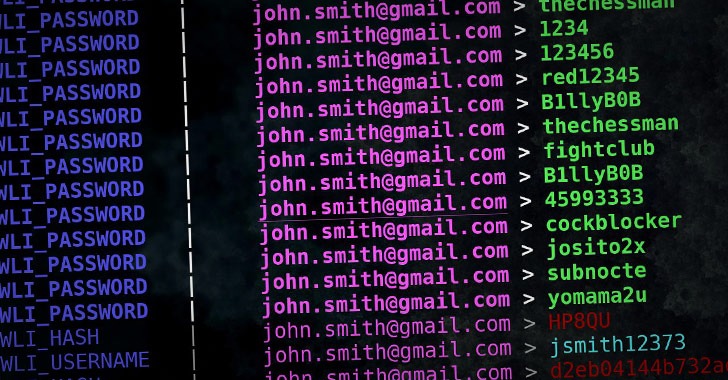 john.smith@gmail.com > thechessman
WLI_PASSWORD | john.smith@gmail.com > 1234
WLI_PASSWORD | john.smith@gmail.com > 123456
WLI_PASSWORD | john.smith@gmail.com > red12345
WLI_PASSWORD | john.smith@gmail.com > B1llyB0B
WLI_PASSWORD | john.smith@gmail.com > thechessman
WLI_PASSWORD | john.smith@gmail.com > fightclub
WLI_PASSWORD | john.smith@gmail.com > B1llyB0B
WLI_PASSWORD | john.smith@gmail.com > 45993333
WLI_PASSWORD | john.smith@gmail.com > cockblocker
WLI_PASSWORD | john.smith@gmail.com > josito2x
WLI_PASSWORD | john.smith@gmail.com > subnocte
WLI_PASSWORD | john.smith@gmail.com > yomama2u
WLI_HASH | john.smith@gmail.com > HP8QU
WLI_USERNAME | john.smith@gmail.com > jsmith12373
john.smith@gmail.com > d2eb04144b732a